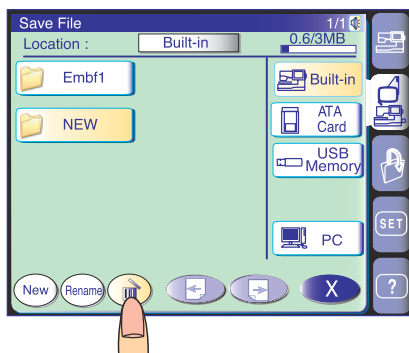 Save File 1/1
Location : Built-in 0.6/3MB
Embf1
Built-in
NEW
ATA
Card
USB
Memory
PC
SET
New Rename X ?